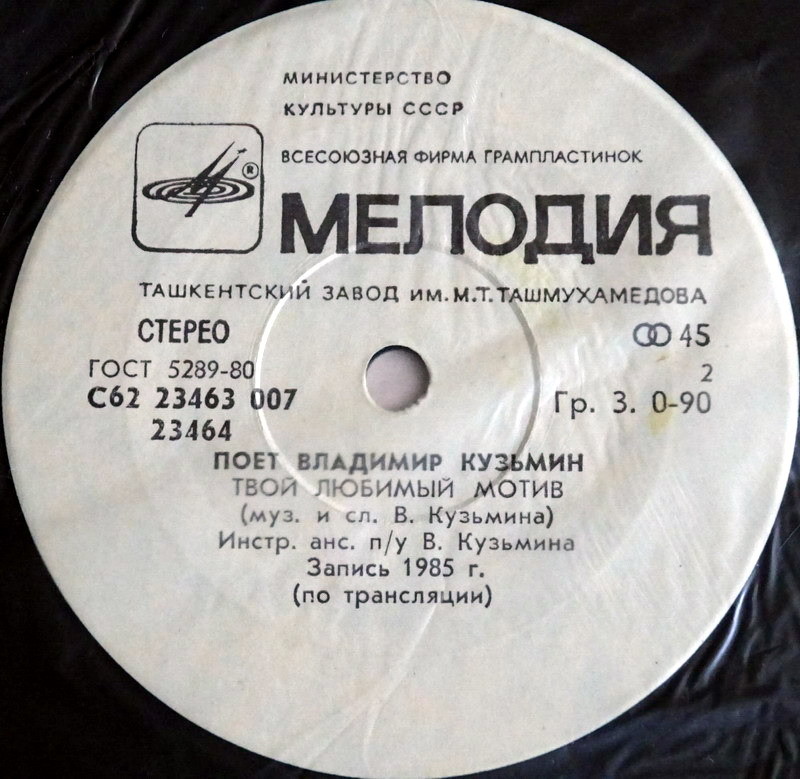 МИНИСТЕРСТВО
КУЛЬТУРЫ СССР
ВСЕСОЮЗНАЯ ФИРМА ГРАМПЛАСТИНОК
®
МЕЛОДИЯ
ТАШКЕНТСКИЙ ЗАВОД ИМ. М.Т. ТАШМУХАМЕДОВА
СТЕРЕО 45
ГОСТ 5289-80 2
С62 23463 007 Гр. 3. 0-90
23464
ПОЕТ ВЛАДИМИР КУЗЬМИН
ТВОЙ ЛЮБИМЫЙ МОТИВ
(муз. и сл. В. Кузьмина)
Инстр. анс. п/у В. Кузьмина
Запись 1985 г.
(по трансляции)